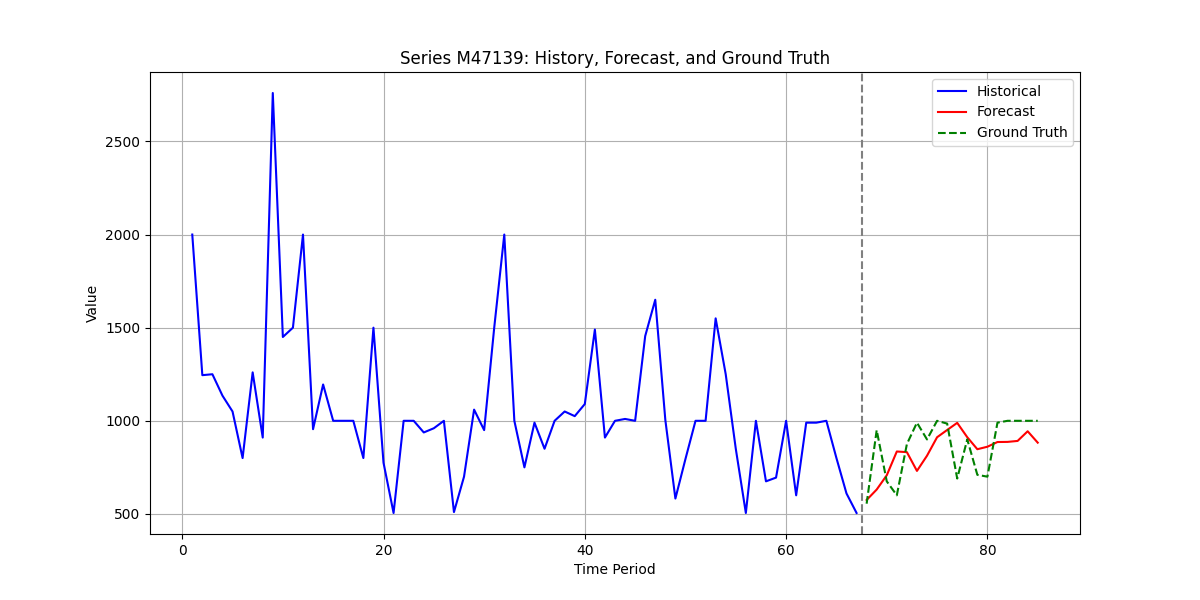 Series M47139: History, Forecast, and Ground Truth
Historical
Forecast
Ground Truth
Value
2500
2000
1500
1000
500
0 20 40 60 80
Time Period